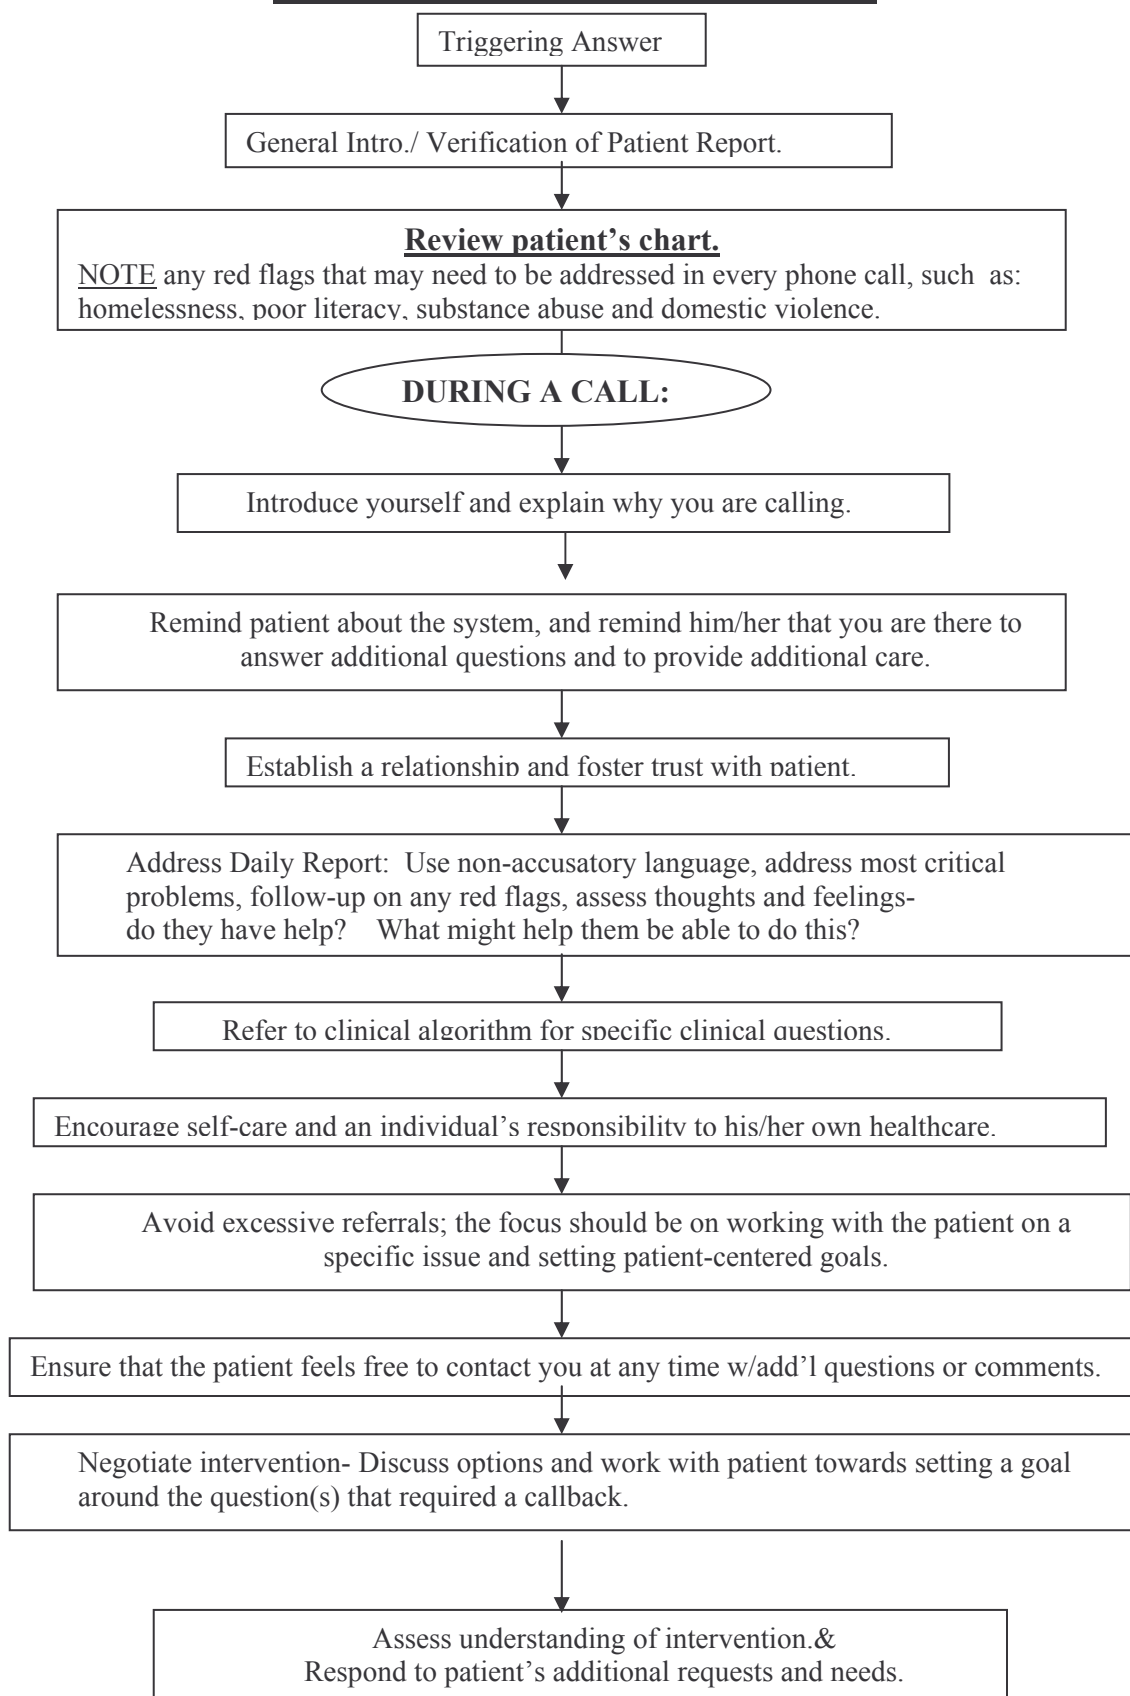 Triggering Answer
General Intro./ Verification of Patient Report.
Review patient's chart.
NOTE any red flags that may need to be addressed in every phone call, such as:
homelessness, poor literacy, substance abuse and domestic violence.
DURING A CALL:
Introduce yourself and explain why you are calling.
Remind patient about the system, and remind him/her that you are there to
answer additional questions and to provide additional care.
Establish a relationship and foster trust with patient.
Address Daily Report: Use non-accusatory language, address most critical
problems, follow-up on any red flags, assess thoughts and feelings-
do they have help? What might help them be able to do this?
Refer to clinical algorithm for specific clinical questions.
Encourage self-care and an individual's responsibility to his/her own healthcare.
Avoid excessive referrals; the focus should be on working with the patient on a
specific issue and setting patient-centered goals.
Ensure that the patient feels free to contact you at any time w/add'l questions or comments.
Negotiate intervention- Discuss options and work with patient towards setting a goal
around the question(s) that required a callback.
Assess understanding of intervention.&
Respond to patient's additional requests and needs.